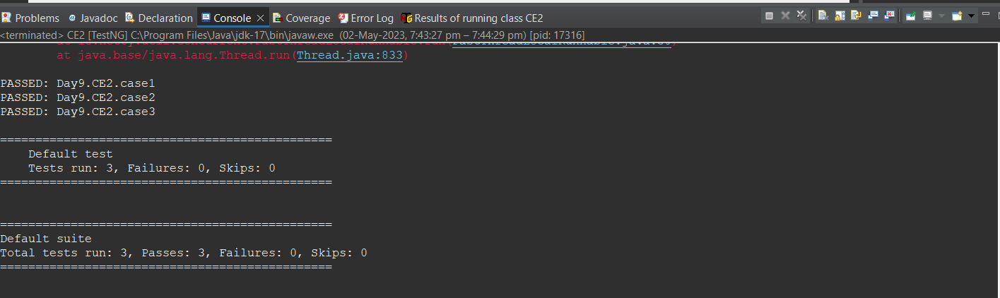 Problems Javadoc Declaration Console Coverage Error Log Results of running class CE2
<terminated> CE2 [TestNG] C:\Program Files\Java\jdk-17\bin\javaw.exe (02-May-2023, 7:43:27 pm – 7:44:29 pm) [pid: 17316]
at java.base/java.lang.Thread.run(Thread.java:833)
PASSED: Day9.CE2.case1
PASSED: Day9.CE2.case2
PASSED: Day9.CE2.case3
===============================================
Default test
Tests run: 3, Failures: 0, Skips: 0
===============================================
===============================================
Default suite
Total tests run: 3, Passes: 3, Failures: 0, Skips: 0
===============================================